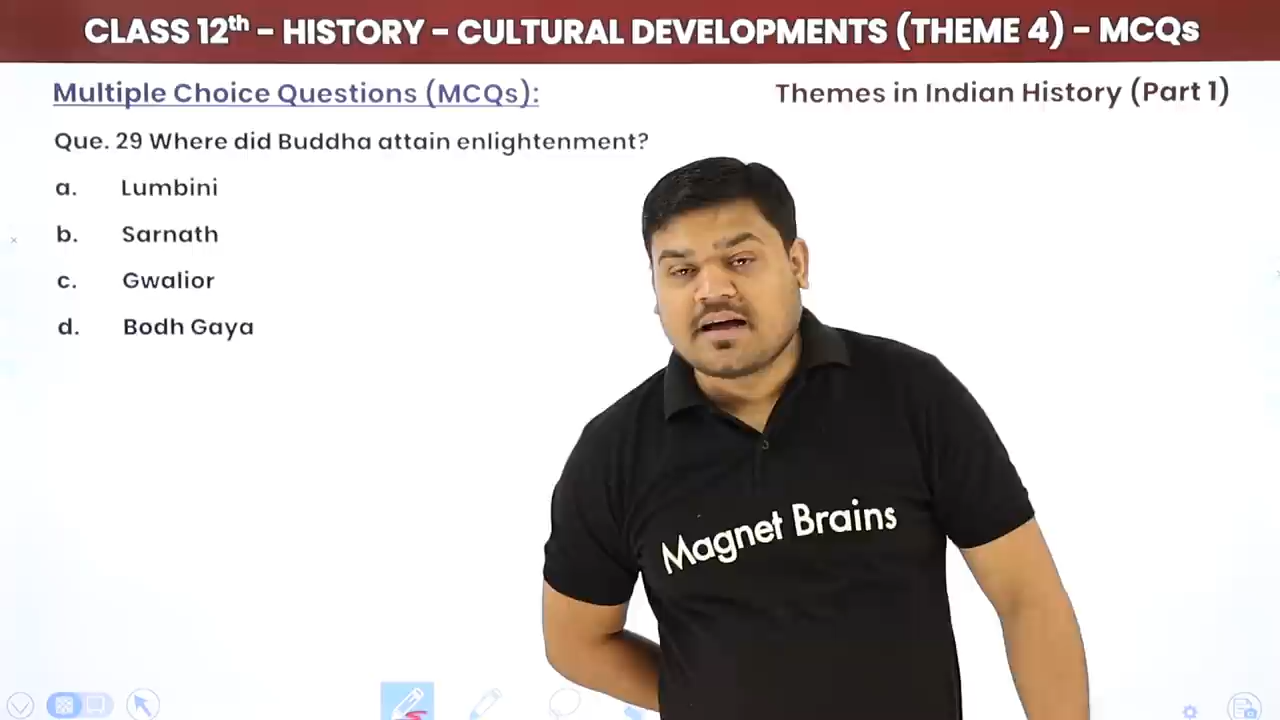 CLASS 12th – HISTORY – CULTURAL DEVELOPMENTS (THEME 4) – MCQs
Multiple Choice Questions (MCQs):
Themes in Indian History (Part 1)
Que. 29 Where did Buddha attain enlightenment?
a. Lumbini
b. Sarnath
c. Gwalior
d. Bodh Gaya
Magnet Brains